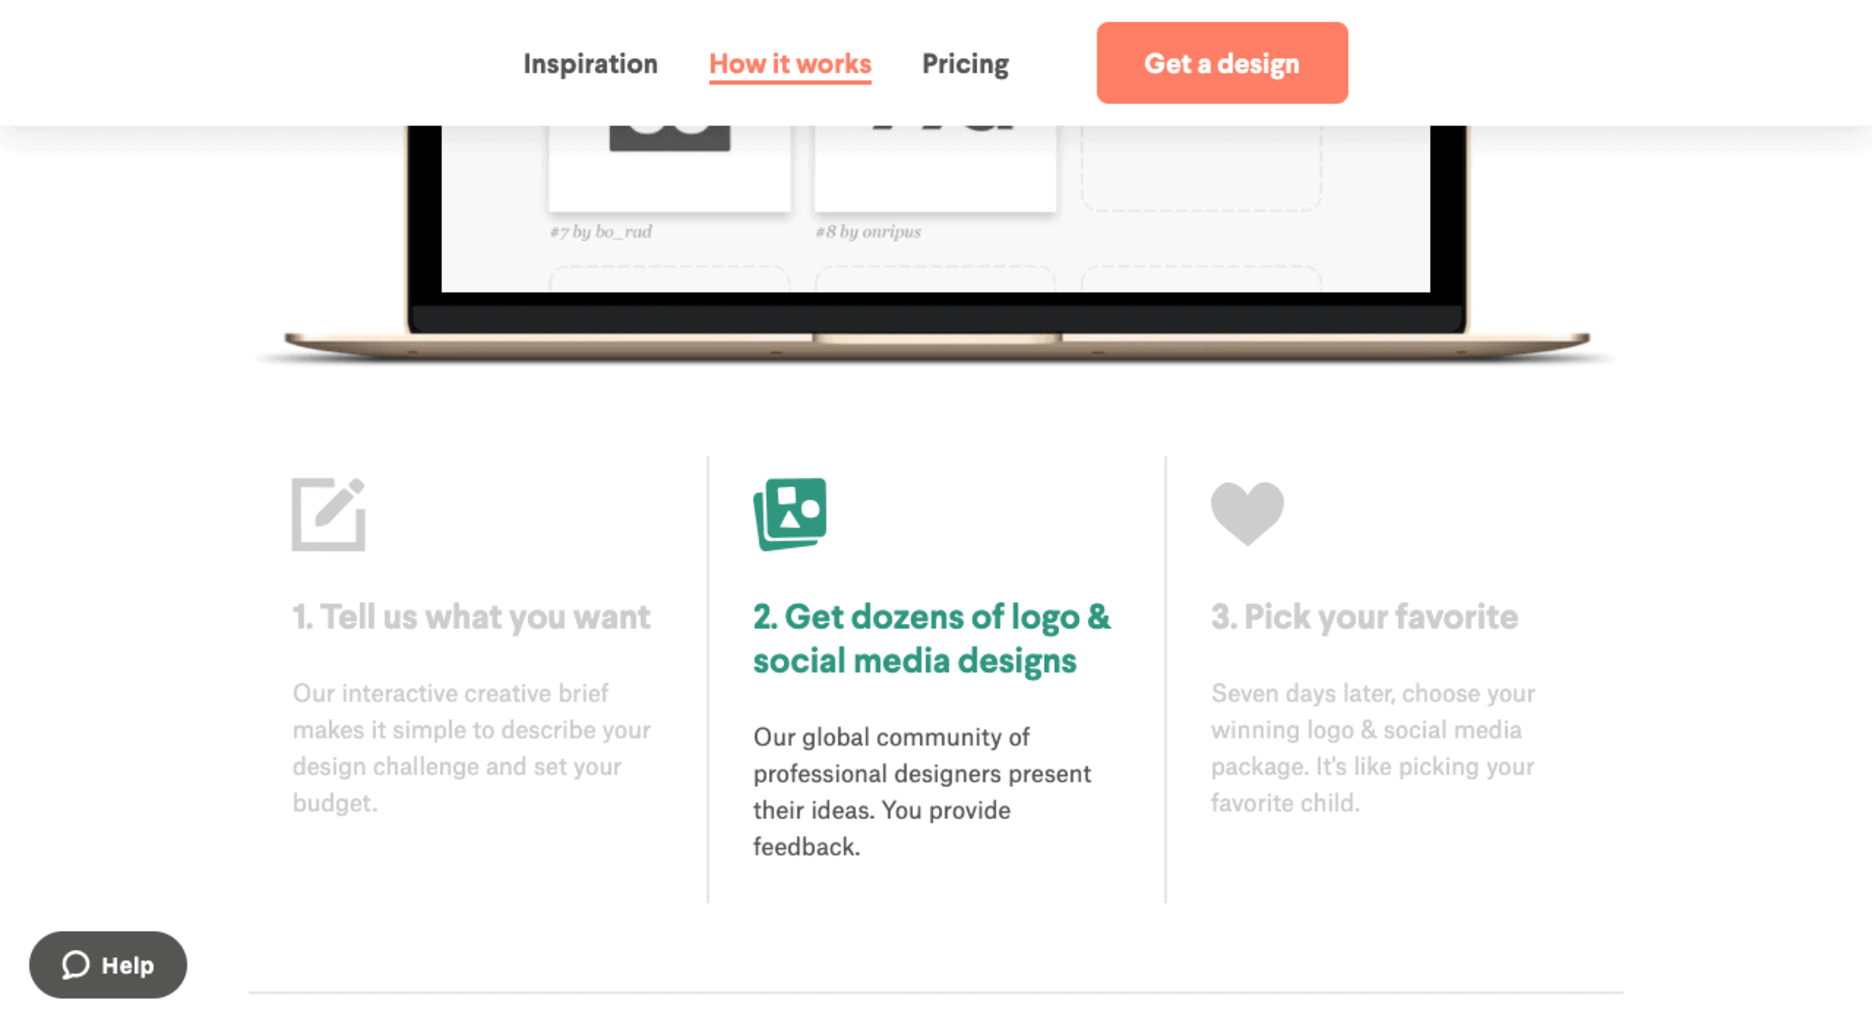 Inspiration
How it works
Pricing
Get a design
#7 by bo_rad
#8 by onripus
1. Tell us what you want
Our interactive creative brief
makes it simple to describe your
design challenge and set your
budget.
2. Get dozens of logo &
social media designs
Our global community of
professional designers present
their ideas. You provide
feedback.
3. Pick your favorite
Seven days later, choose your
winning logo & social media
package. It's like picking your
favorite child.
Help